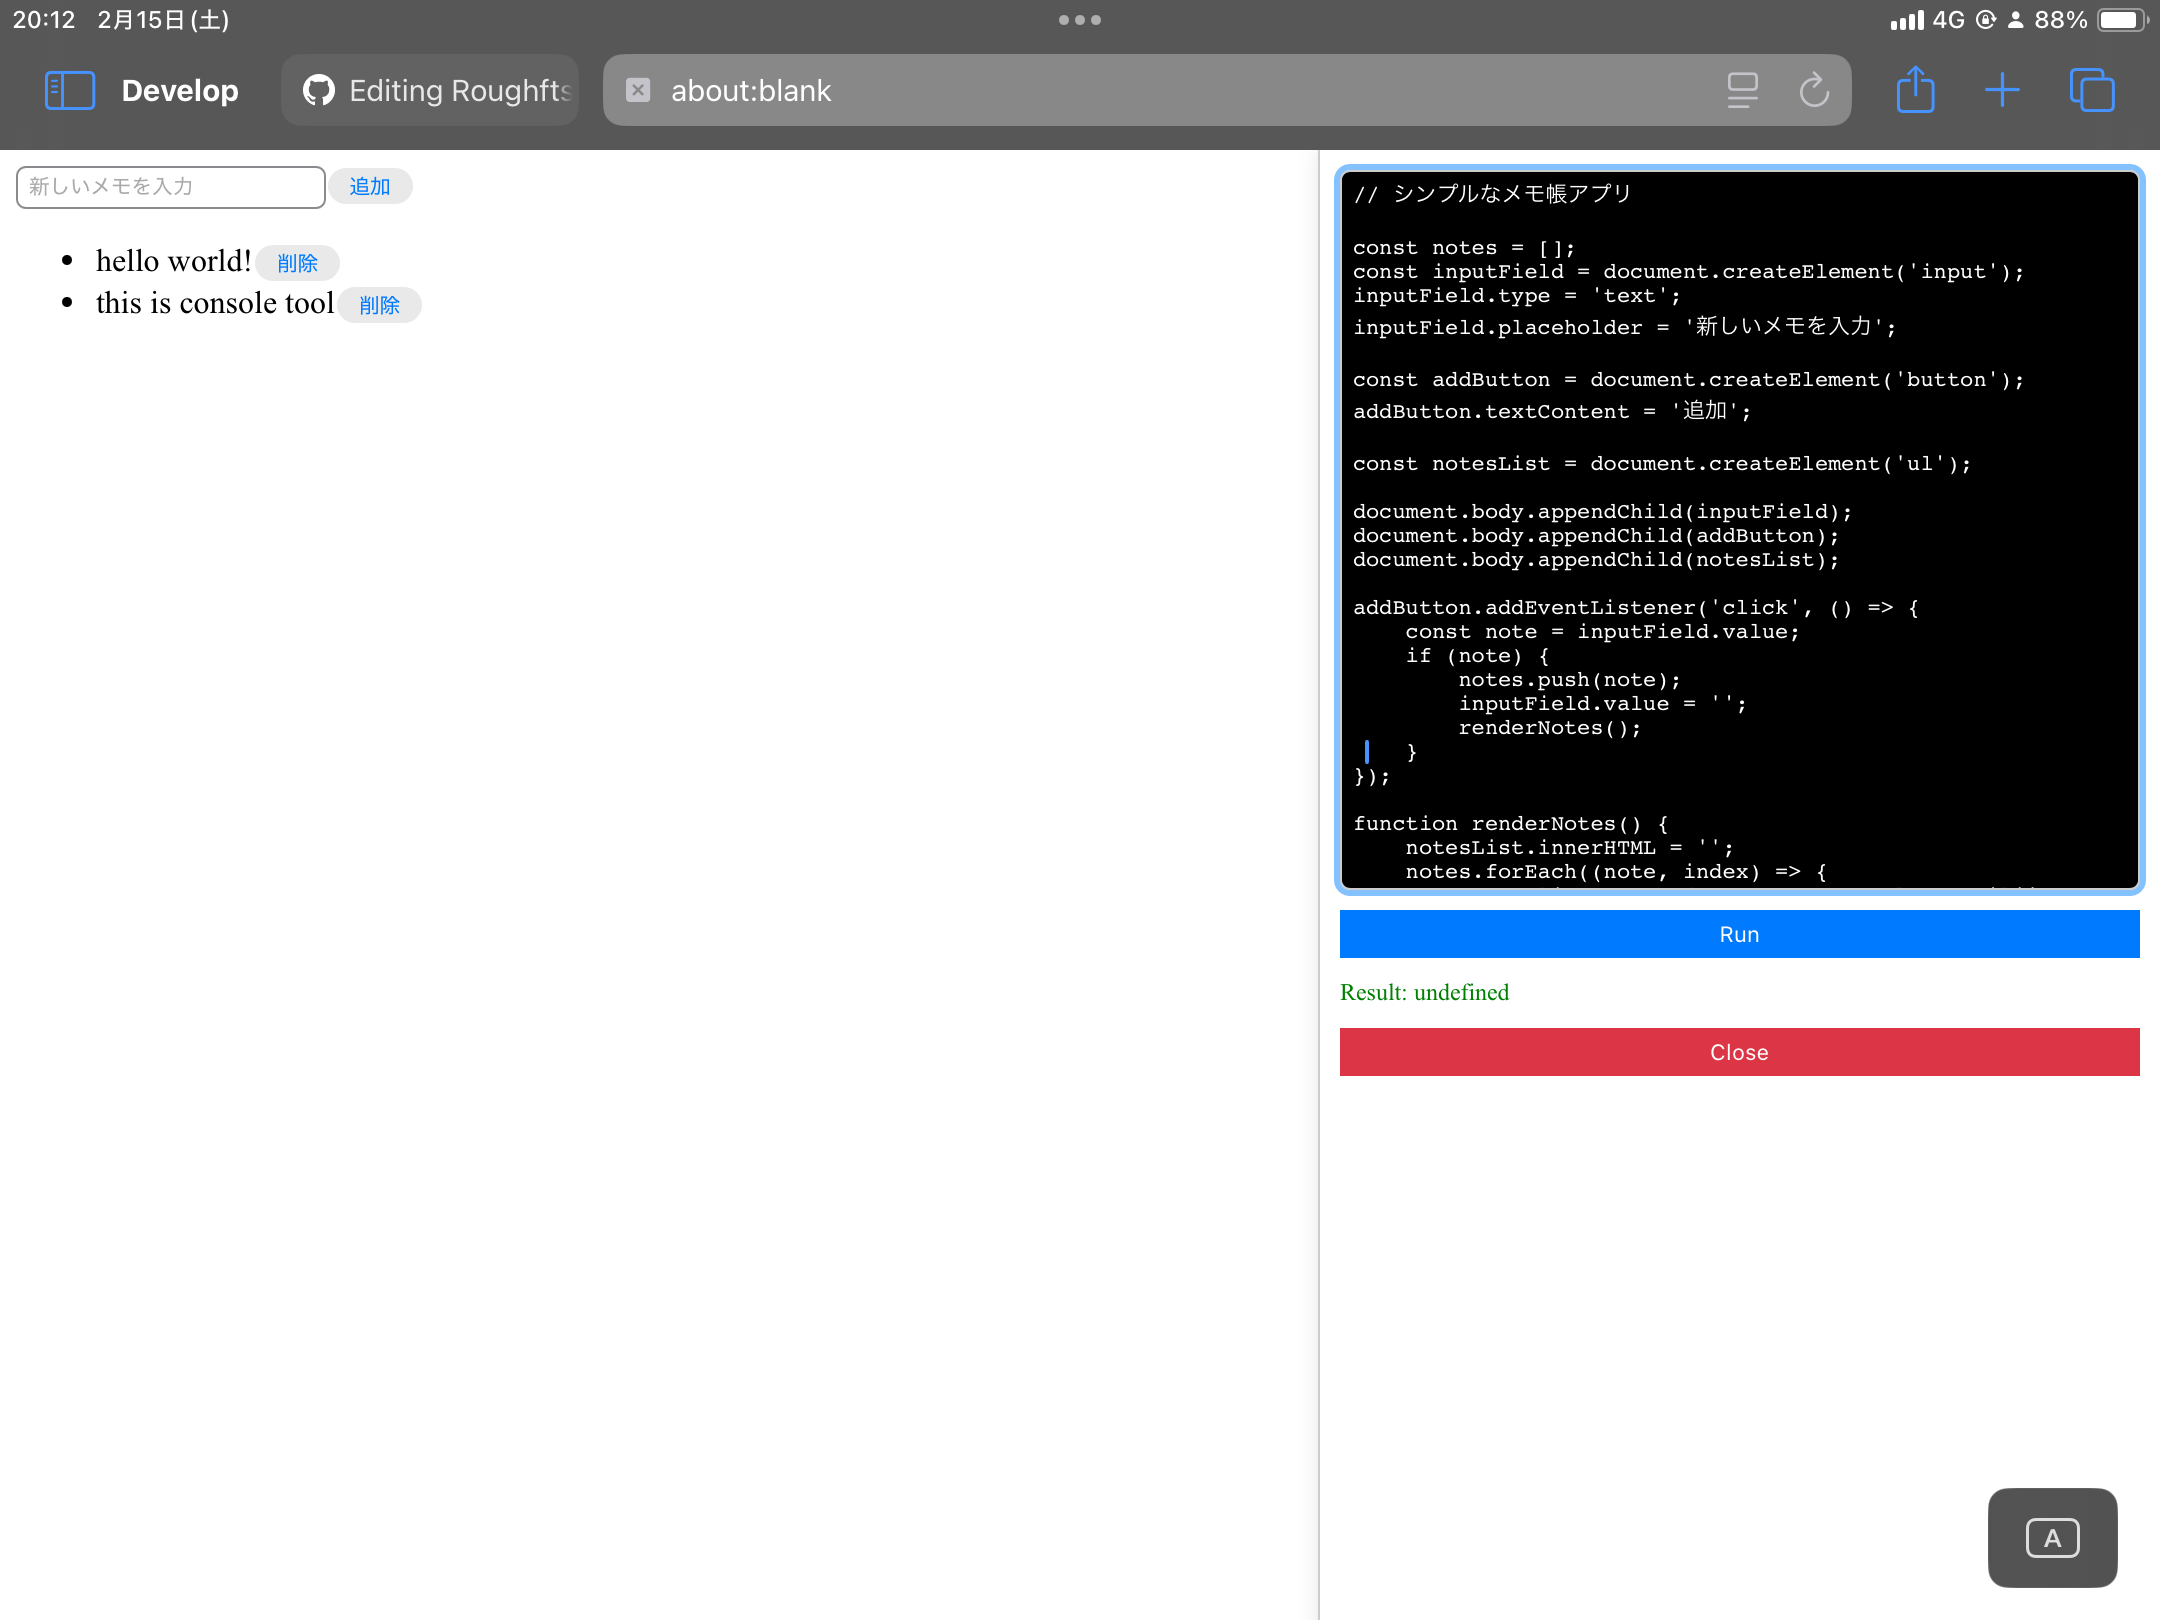 20:12 2月15日(土)
4G 88%
Develop
Editing Roughfts
about:blank
新しいメモを入力 追加
hello world! 削除
this is console tool 削除
// シンプルなメモ帳アプリ
const notes = [];
const inputField = document.createElement('input');
inputField.type = 'text';
inputField.placeholder = '新しいメモを入力';
const addButton = document.createElement('button');
addButton.textContent = '追加';
const notesList = document.createElement('ul');
document.body.appendChild(inputField);
document.body.appendChild(addButton);
document.body.appendChild(notesList);
addButton.addEventListener('click', () => {
    const note = inputField.value;
    if (note) {
        notes.push(note);
        inputField.value = '';
        renderNotes();
    }
});
function renderNotes() {
    notesList.innerHTML = '';
    notes.forEach((note, index) => {
Run
Result: undefined
Close
A